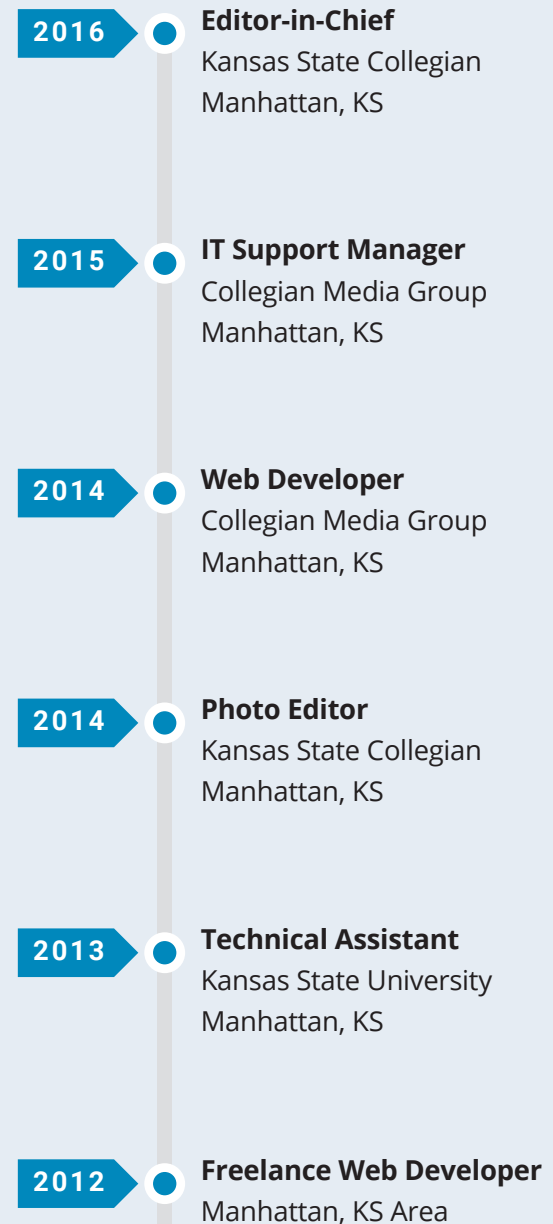 2016
Editor-in-Chief
Kansas State Collegian
Manhattan, KS
2015
IT Support Manager
Collegian Media Group
Manhattan, KS
2014
Web Developer
Collegian Media Group
Manhattan, KS
2014
Photo Editor
Kansas State Collegian
Manhattan, KS
2013
Technical Assistant
Kansas State University
Manhattan, KS
2012
Freelance Web Developer
Manhattan, KS Area